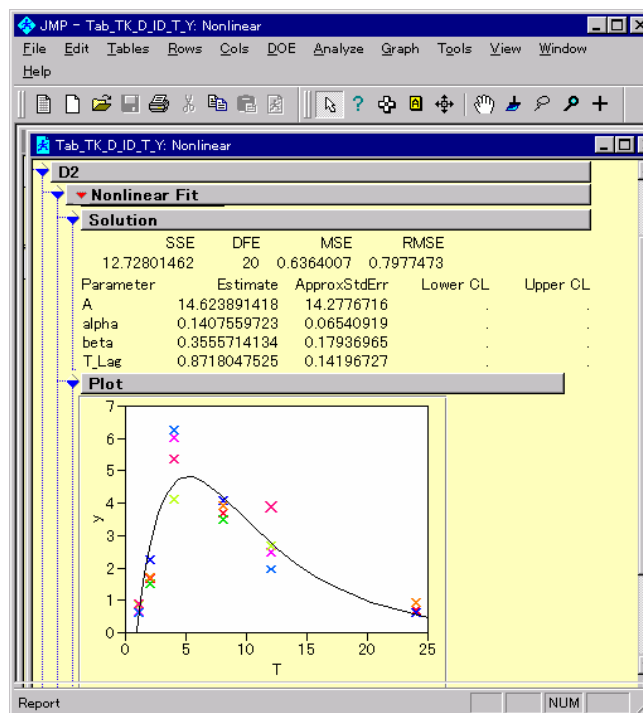 JMP - Tab_TK_D_ID_T_Y: Nonlinear
File Edit Tables Rows Cols DOE Analyze Graph Tools View Window
Help
Tab_TK_D_ID_T_Y: Nonlinear
D2
Nonlinear Fit
Solution
SSE DFE MSE RMSE
12.72801462 20 0.6364007 0.7977473
Parameter Estimate ApproxStdErr Lower CL Upper CL
A 14.623891418 14.2776716 . .
alpha 0.1407559723 0.06540919 . .
beta 0.3555714134 0.17936965 . .
T_Lag 0.8718047525 0.14196727 . .
Plot
7
6
5
4
3
2
1
0
y
0 5 10 15 20 25
T
Report NUM